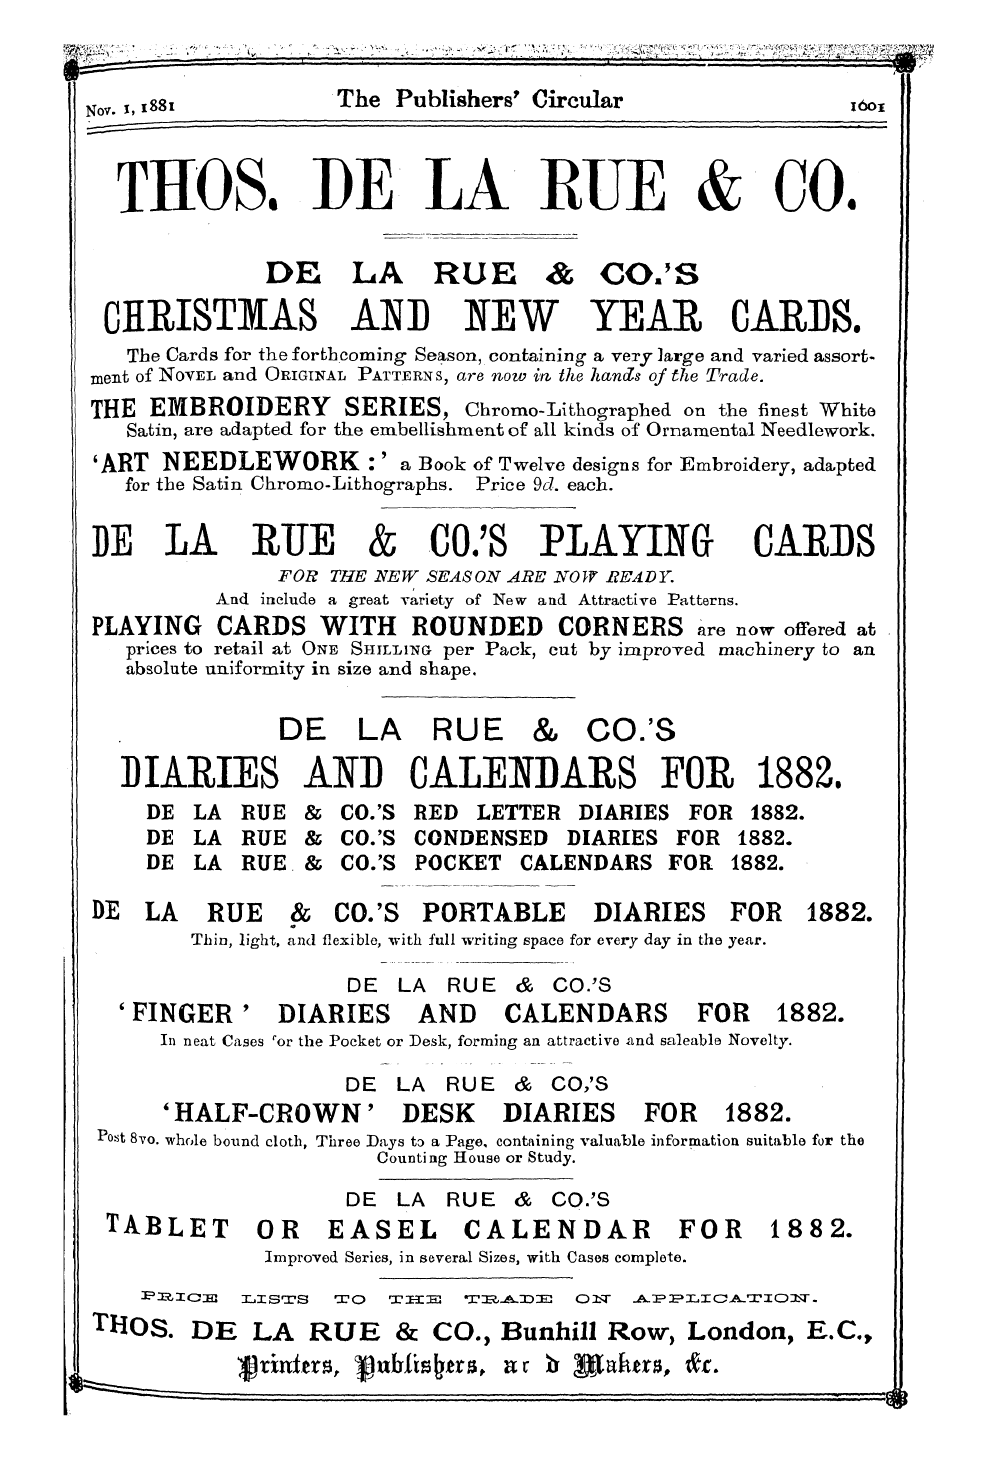 Nov. 1, 1881 The Publishers' Circular 1601
THOS. DE LA RUE & CO.
DE LA RUE & CO.'S
CHRISTMAS AND NEW YEAR CARDS.
The Cards for the forthcoming Season, containing a very large and varied assort-
ment of NOVEL and ORIGINAL PATTERNS, are now in the hands of the Trade.
THE EMBROIDERY SERIES, Chromo-Lithographed on the finest White
Satin, are adapted for the embellishment of all kinds of Ornamental Needlework.
'ART NEEDLEWORK:' a Book of Twelve designs for Embroidery, adapted
for the Satin Chromo-Lithographs. Price 9d. each.
DE LA RUE & CO.'S PLAYING CARDS
FOR THE NEW SEASON ARE NOW READY.
And include a great variety of New and Attractive Patterns.
PLAYING CARDS WITH ROUNDED CORNERS are now offered at
prices to retail at ONE SHILLING per Pack, cut by improved machinery to an
absolute uniformity in size and shape.
DE LA RUE & CO.'S
DIARIES AND CALENDARS FOR 1882.
DE LA RUE & CO.'S RED LETTER DIARIES FOR 1882.
DE LA RUE & CO.'S CONDENSED DIARIES FOR 1882.
DE LA RUE & CO.'S POCKET CALENDARS FOR 1882.
DE LA RUE & CO.'S PORTABLE DIARIES FOR 1882.
Thin, light, and flexible, with full writing space for every day in the year.
DE LA RUE & CO.'S
'FINGER' DIARIES AND CALENDARS FOR 1882.
In neat Cases for the Pocket or Desk, forming an attractive and saleable Novelty.
DE LA RUE & CO,'S
'HALF-CROWN' DESK DIARIES FOR 1882.
Post 8vo. whole bound cloth, Three Days to a Page, containing valuable information suitable for the
Counting House or Study.
DE LA RUE & CO.'S
TABLET OR EASEL CALENDAR FOR 1882.
Improved Series, in several Sizes, with Cases complete.
PRICE LISTS TO THE TRADE ON APPLICATION.
THOS. DE LA RUE & CO., Bunhill Row, London, E.C.,
Printers, Publishers, and Makers, &c.